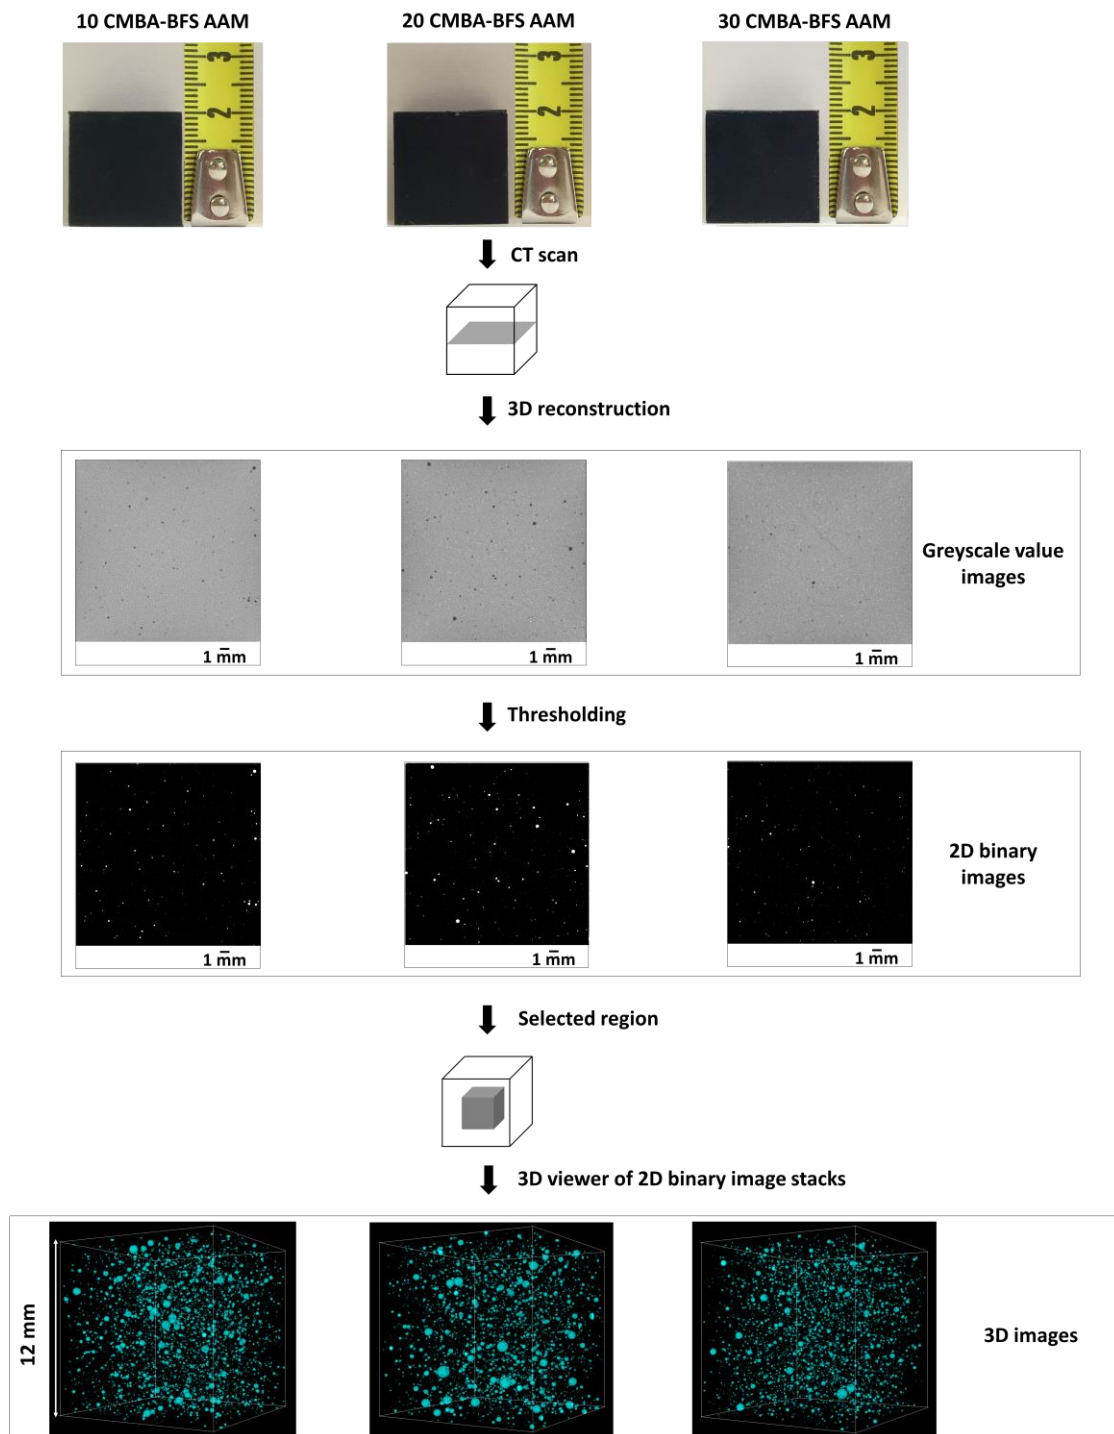 10 CMBA-BFS AAM
20 CMBA-BFS AAM
30 CMBA-BFS AAM
3
2
3
2
3
2
CT scan
3D reconstruction
Greyscale value
images
1 mm
1 mm
1 mm
Thresholding
2D binary
images
1 mm
1 mm
1 mm
Selected region
3D viewer of 2D binary image stacks
12 mm
3D images